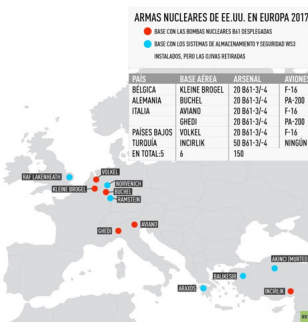 ARMAS NUCLEARES DE EE.UU. EN EUROPA 2017
BASE CON LAS BOMBAS NUCLEARES B61 DESPLEGADAS
BASE CON LOS SISTEMAS DE ALMACENAMIENTO Y SEGURIDAD WS3
INSTALADOS, PERO LAS OJIVAS RETIRADAS
PAÍS BASE AÉREA ARSENAL AVIONES
BÉLGICA KLEINE BROGEL 20 B61-3/-4 F-16
ALEMANIA BUCHEL 20 B61-3/-4 PA-200
ITALIA AVIANO 20 B61-3/-4 F-16
GHEDI 20 B61-3/-4 PA-200
PAÍSES BAJOS VOLKEL 20 B61-3/-4 F-16
TURQUÍA INCIRLIK 50 B61-3/-4 NINGÚN
EN TOTAL:5 6 150
RAF LAKENHEATH
VOLKEL
NORVENICH
KLEINE BROGEL
BUCHEL
RAMSTEIN
AVIANO
GHEDI
AKINCI (MURTED)
BALIKESIR
ARAXOS
INCIRLIK